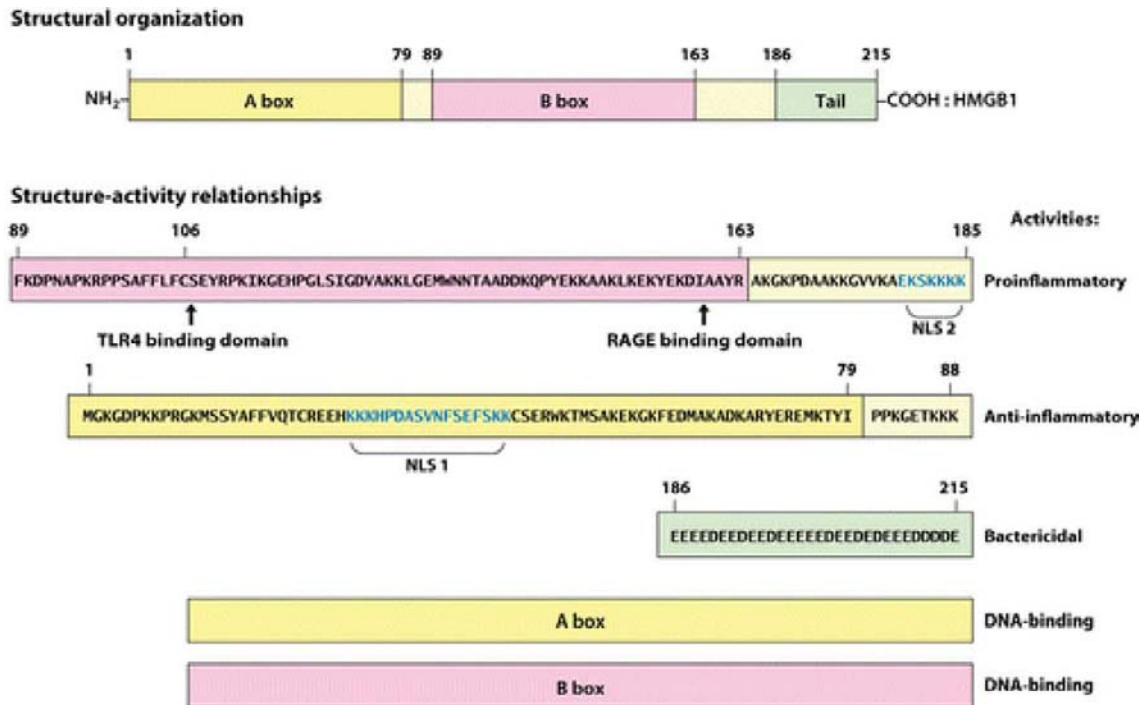 Structural organization
1 79 89 163 186 215
NH2 A box B box Tail COOH : HMGB1
Structure-activity relationships
Activities:
89 106 163 185
FKDPNAPKRPPSAFFLFCSEYRPKIKGEHPGLSIGDVAKKLGEMWNNTAADDKQPYEKKAAKLKEKYEKDIAAYR AKGKPDAAKKGVVKAEKSKKKK Proinflammatory
TLR4 binding domain RAGE binding domain NLS 2
1 79 88
MGKGDPKKPRGKMSSYAFFVQTCREEHKKKHPDASVNFSEFSKKCSERWKTMSAKEKGKFEDMAKADKARYEREMKTYI PPKGETKKK Anti-inflammatory
NLS 1
186 215
EEEEDEEDEEDEEEEEDEEDEDEEEDDDDE Bactericidal
A box DNA-binding
B box DNA-binding